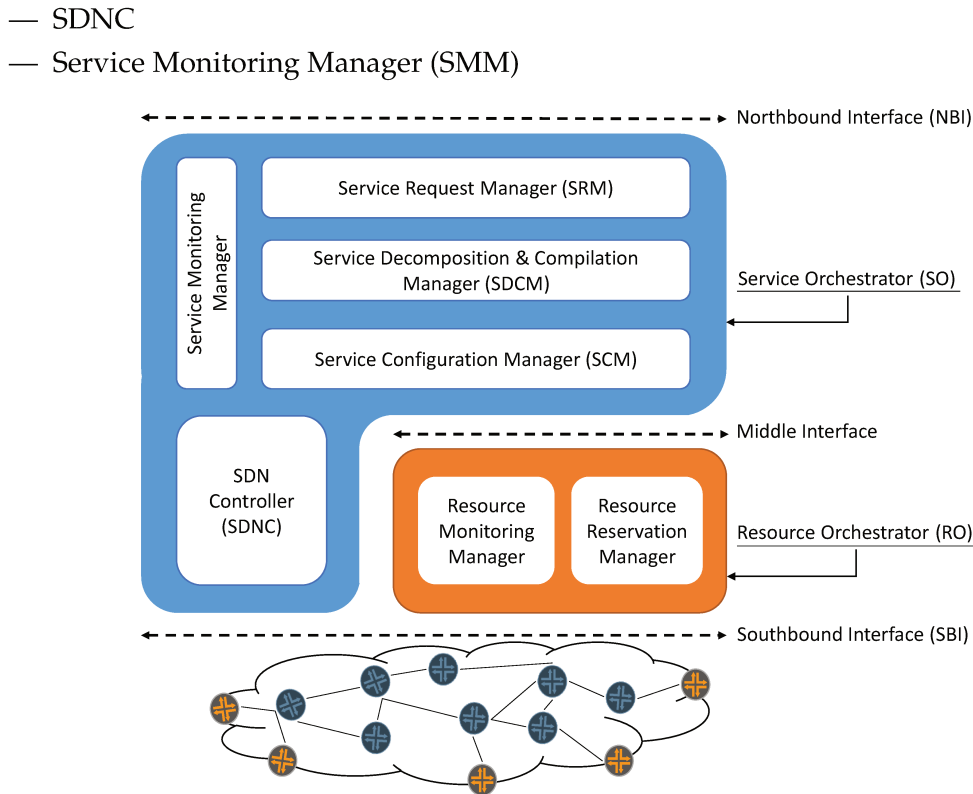 — SDNC
— Service Monitoring Manager (SMM)
Northbound Interface (NBI)
Service Monitoring
Manager
Service Request Manager (SRM)
Service Decomposition & Compilation
Manager (SDCM)
Service Orchestrator (SO)
Service Configuration Manager (SCM)
Middle Interface
SDN
Controller
(SDNC)
Resource
Monitoring
Manager
Resource
Reservation
Manager
Resource Orchestrator (RO)
Southbound Interface (SBI)